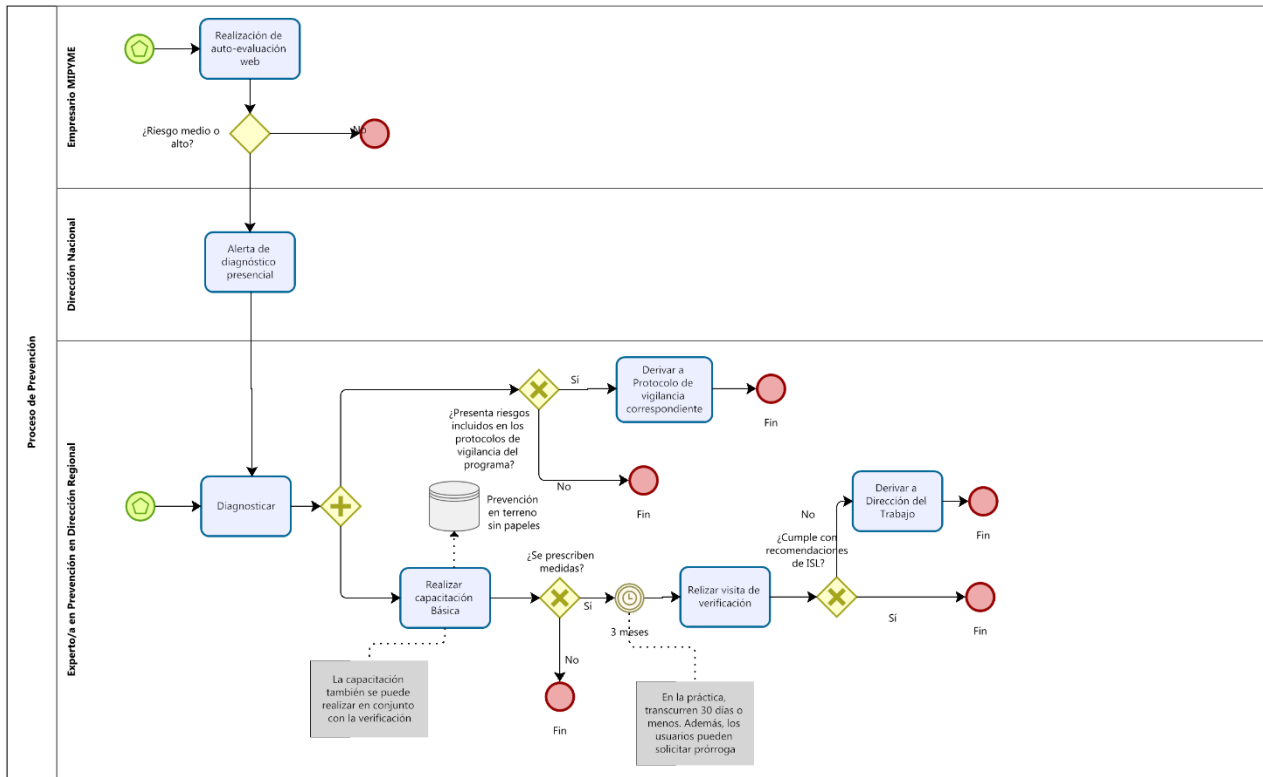 Proceso de Prevención
Empresario MIPYME
Realización de
auto-evaluación
web
¿Riesgo medio o
alto?
No
Dirección Nacional
Alerta de
diagnóstico
presencial
Experto/a en Prevención en Dirección Regional
Diagnosticar
¿Presenta riesgos
incluidos en los
protocolos de
vigilancia del
programa?
Sí
Derivar a
Protocolo de
vigilancia
correspondiente
Fin
No
Fin
Prevención
en terreno
sin papeles
Realizar
capacitación
Básica
La capacitación
también se puede
realizar en conjunto
con la verificación
¿Se prescriben
medidas?
Sí
No
Fin
3 meses
En la práctica,
transcurren 30 días o
menos. Además, los
usuarios pueden
solicitar prórroga
Relizar visita de
verificación
¿Cumple con
recomendaciones
de ISL?
No
Derivar a
Dirección del
Trabajo
Fin
Sí
Fin